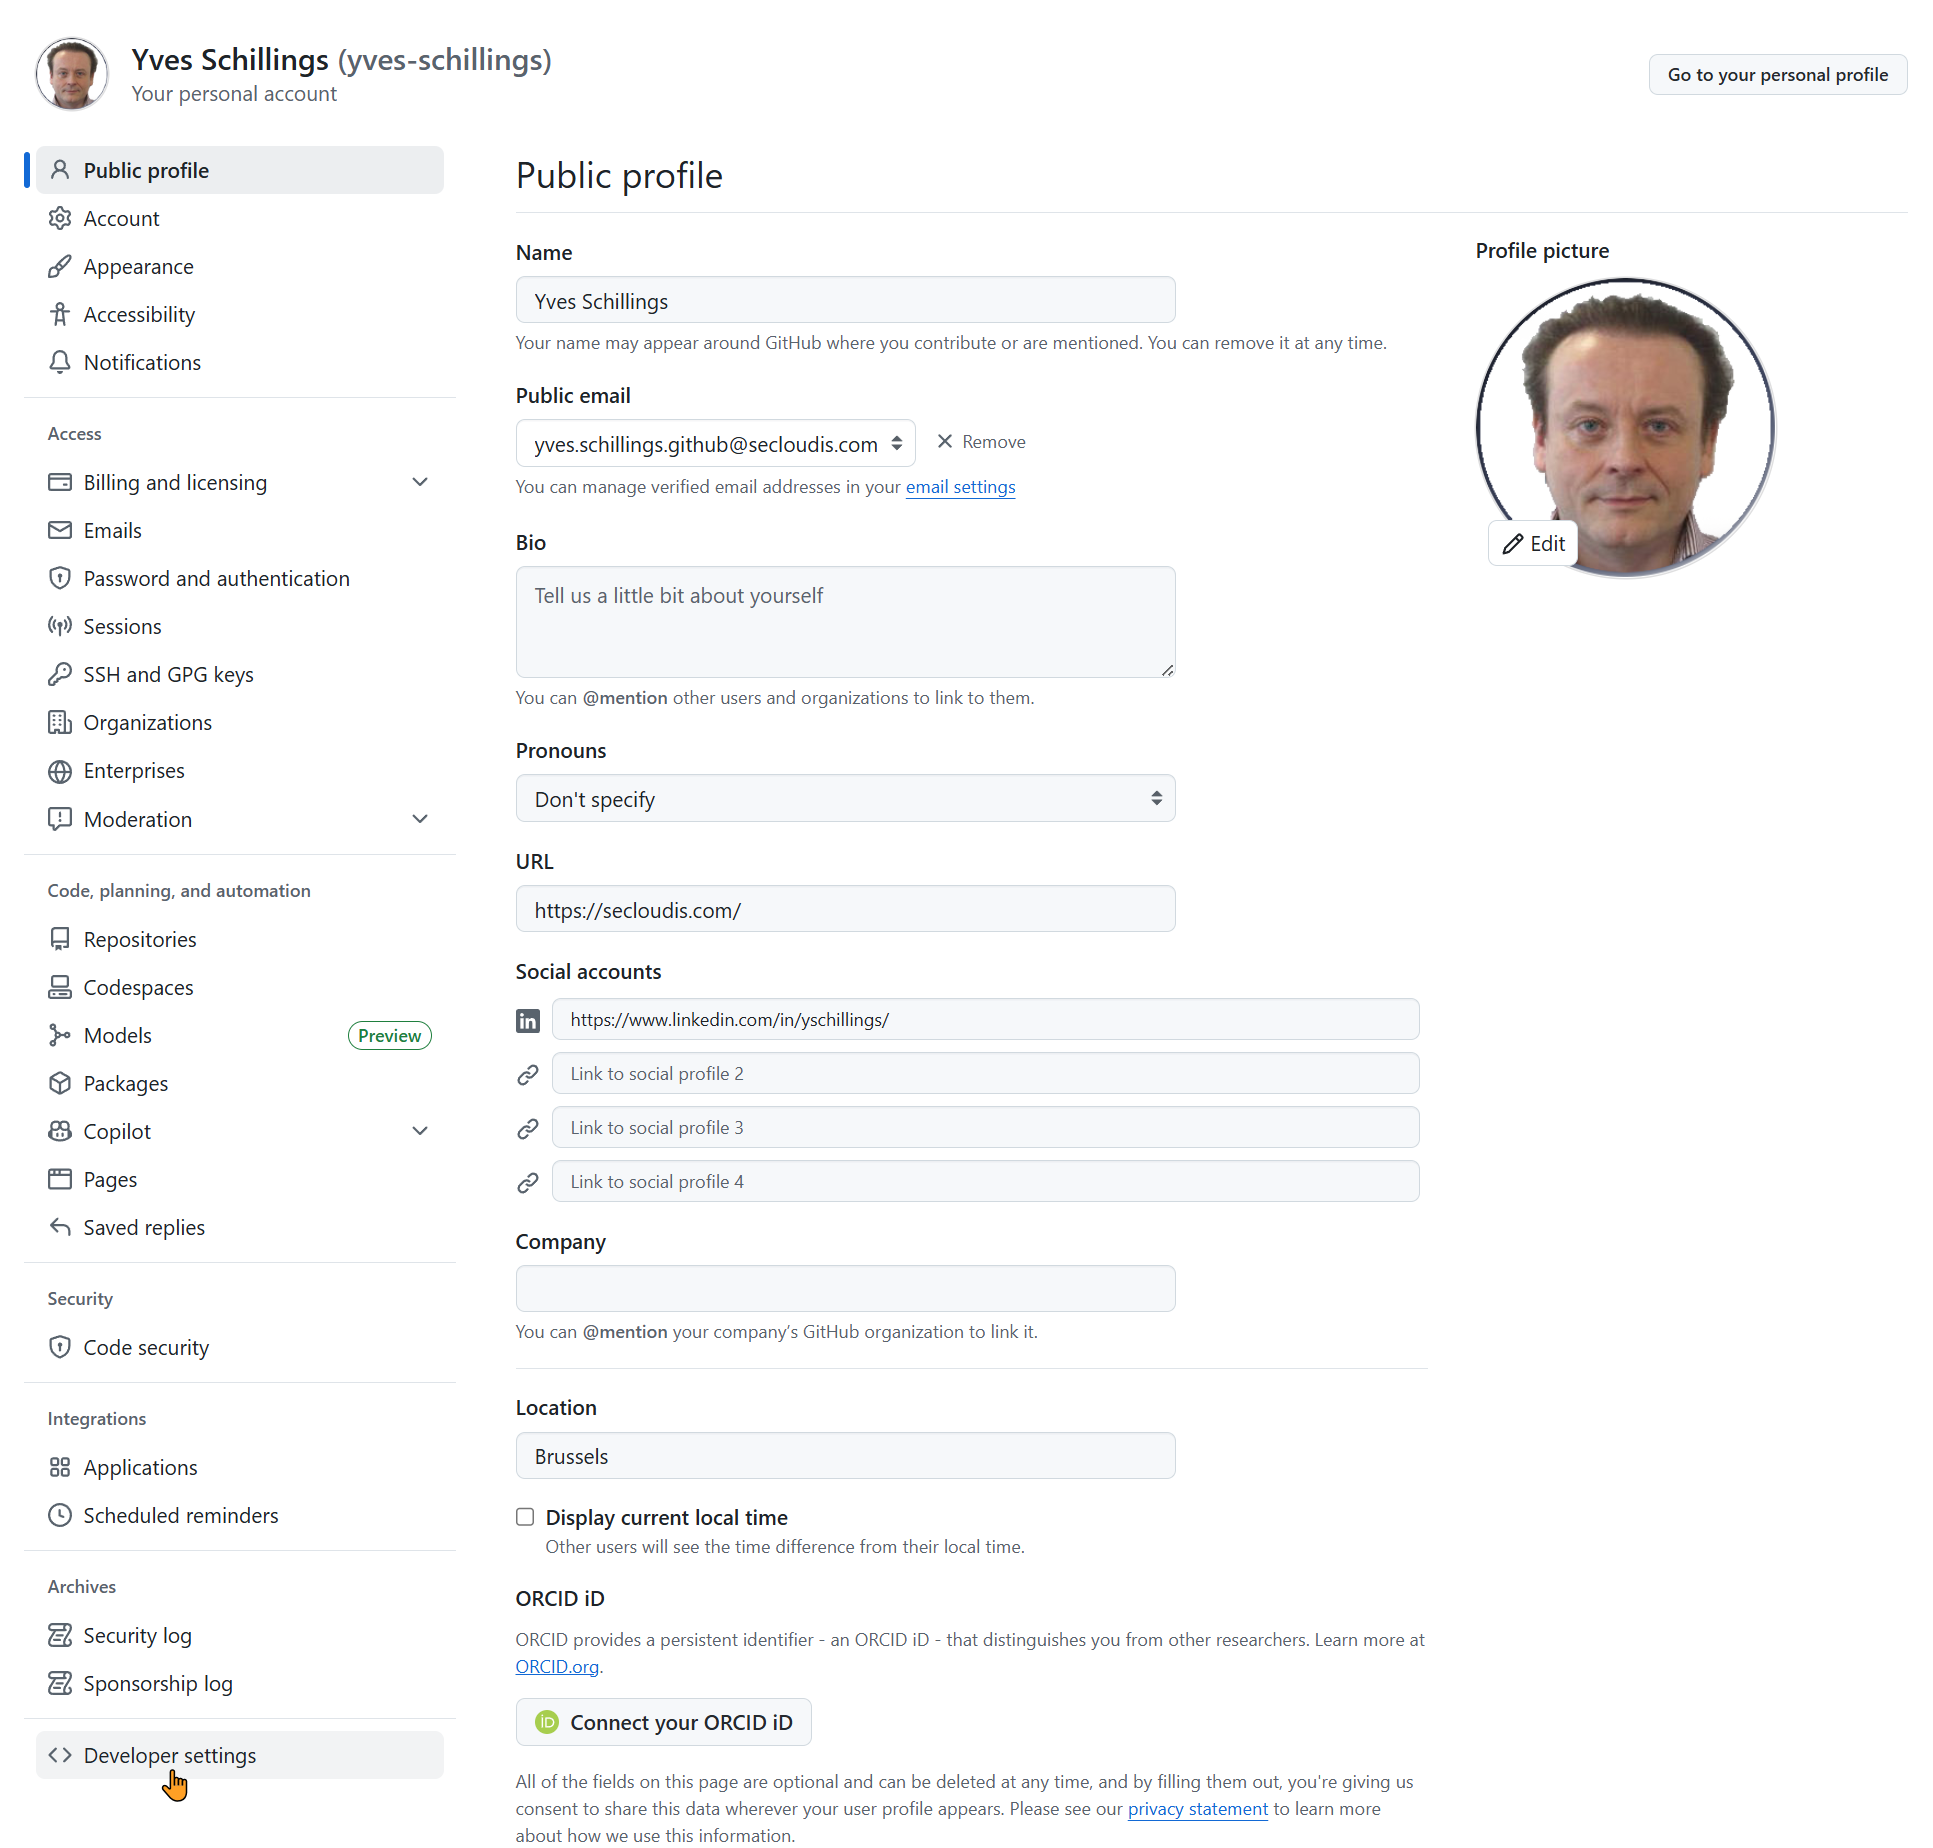 Yves Schillings (yves-schillings)
Your personal account
Go to your personal profile
Public profile
Account
Appearance
Accessibility
Notifications
Access
Billing and licensing
Emails
Password and authentication
Sessions
SSH and GPG keys
Organizations
Enterprises
Moderation
Code, planning, and automation
Repositories
Codespaces
Models
Preview
Packages
Copilot
Pages
Saved replies
Security
Code security
Integrations
Applications
Scheduled reminders
Archives
Security log
Sponsorship log
Developer settings
Public profile
Name
Yves Schillings
Your name may appear around GitHub where you contribute or are mentioned. You can remove it at any time.
Public email
yves.schillings.github@secloudis.com
Remove
You can manage verified email addresses in your email settings
Bio
Tell us a little bit about yourself
You can @mention other users and organizations to link to them.
Pronouns
Don't specify
URL
https://secloudis.com/
Social accounts
in
https://www.linkedin.com/in/yschillings/
Link to social profile 2
Link to social profile 3
Link to social profile 4
Company
You can @mention your company’s GitHub organization to link it.
Location
Brussels
Display current local time
Other users will see the time difference from their local time.
ORCID iD
ORCID provides a persistent identifier - an ORCID iD - that distinguishes you from other researchers. Learn more at
ORCID.org.
iD
Connect your ORCID iD
All of the fields on this page are optional and can be deleted at any time, and by filling them out, you're giving us
consent to share this data wherever your user profile appears. Please see our privacy statement to learn more
about how we use this information.
Profile picture
Edit